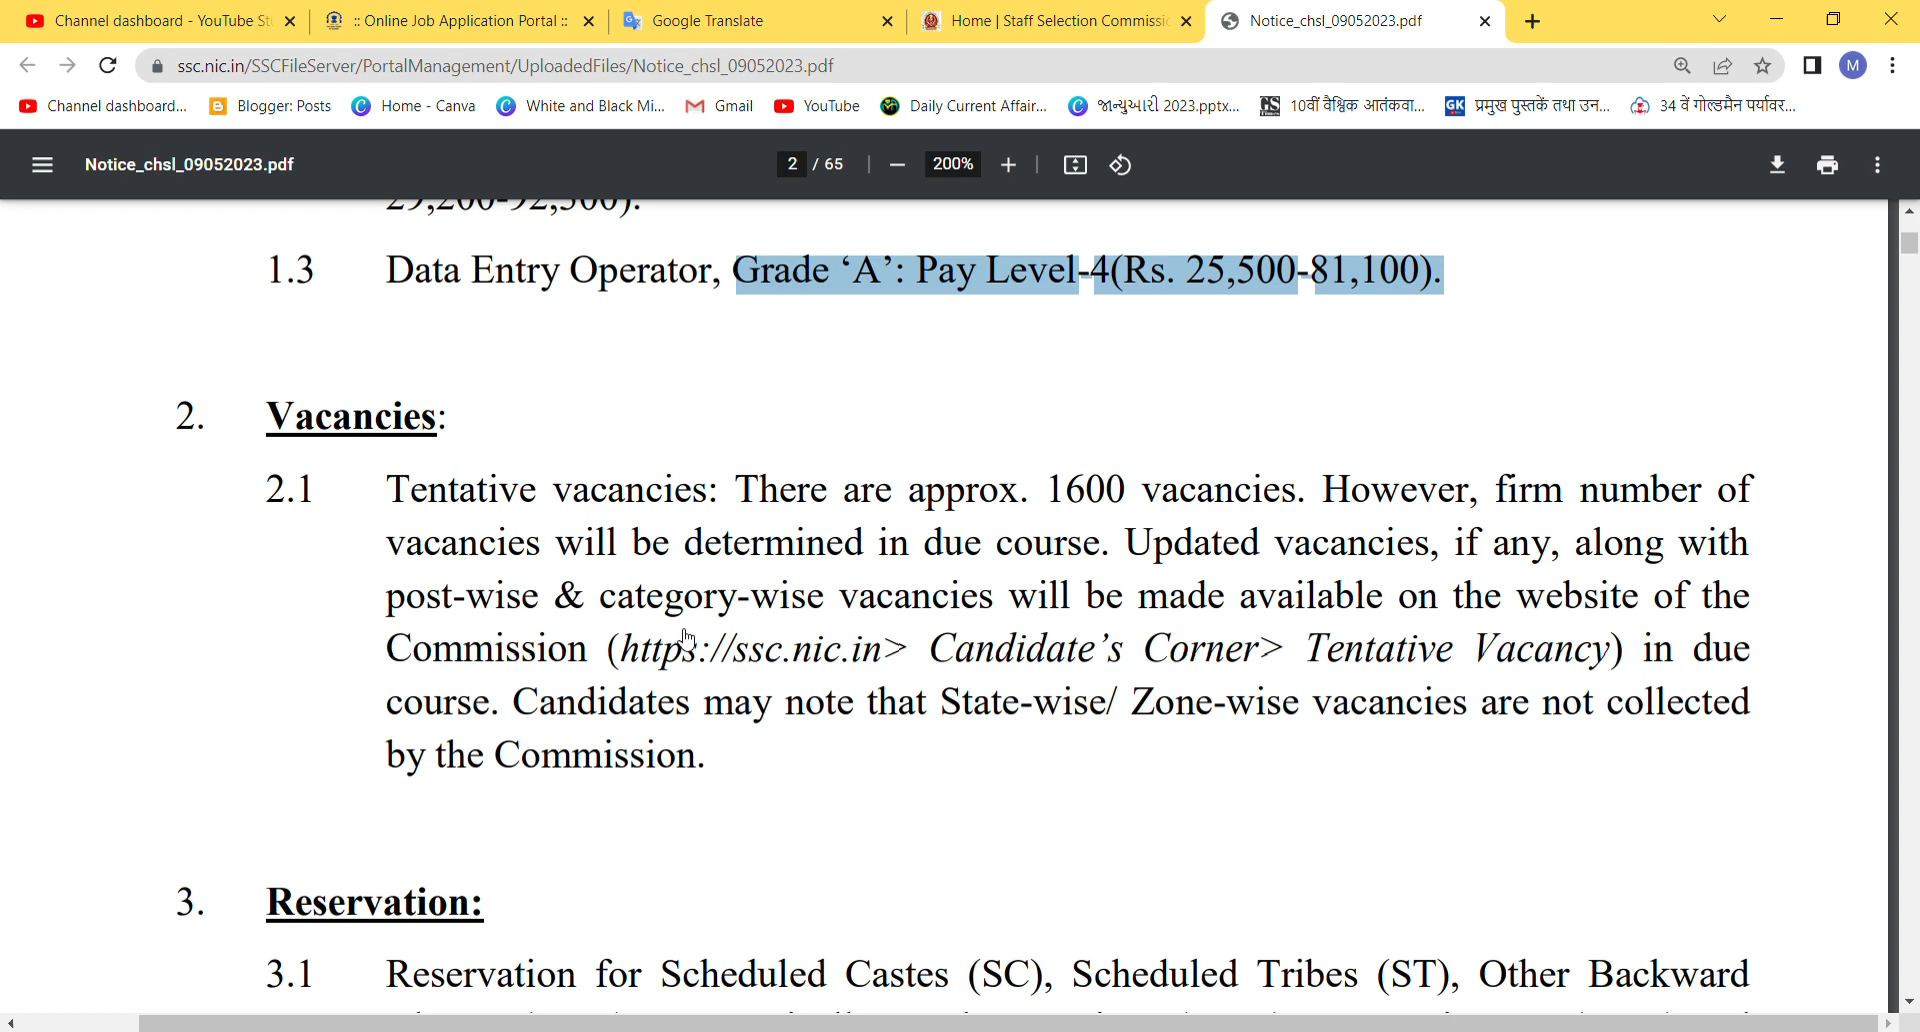 Channel dashboard - YouTube St
:: Online Job Application Portal ::
Google Translate
Home | Staff Selection Commissio
Notice_chsl_09052023.pdf
ssc.nic.in/SSCFileServer/PortalManagement/UploadedFiles/Notice_chsl_09052023.pdf
M
Channel dashboard...
Blogger: Posts
Home - Canva
White and Black Mi...
Gmail
YouTube
Daily Current Affair...
જાન્યુઆરી 2023.pptx...
10वीं वैश्विक आतंकवा...
प्रमुख पुस्तकें तथा उन...
34 वें गोल्डमैन पर्यावर...
Notice_chsl_09052023.pdf
2 / 65
200%
29,200-92,300).
1.3 Data Entry Operator, Grade ‘A’: Pay Level-4(Rs. 25,500-81,100).
2. Vacancies:
2.1 Tentative vacancies: There are approx. 1600 vacancies. However, firm number of
vacancies will be determined in due course. Updated vacancies, if any, along with
post-wise & category-wise vacancies will be made available on the website of the
Commission (https://ssc.nic.in> Candidate’s Corner> Tentative Vacancy) in due
course. Candidates may note that State-wise/ Zone-wise vacancies are not collected
by the Commission.
3. Reservation:
3.1 Reservation for Scheduled Castes (SC), Scheduled Tribes (ST), Other Backward